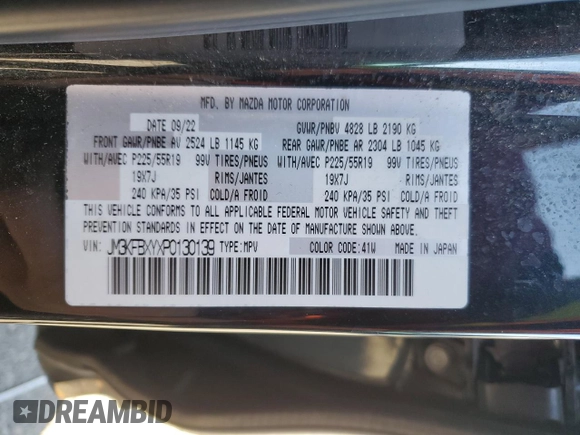 MFD. BY MAZDA MOTOR CORPORATION
DATE 09/22 GVWR/PNBV 4828 LB 2190 KG
FRONT GAWR/PNBE AV 2524 LB 1145 KG REAR GAWR/PNBE AR 2304 LB 1045 KG
WITH/AVEC P225/55R19 99V TIRES/PNEUS WITH/AVEC P225/55R19 99V TIRES/PNEUS
19X7J RIMS/JANTES 19X7J RIMS/JANTES
240 KPA/35 PSI COLD/A FROID 240 KPA/35 PSI COLD/A FROID
THIS VEHICLE CONFORMS TO ALL APPLICABLE FEDERAL MOTOR VEHICLE SAFETY AND THEFT
PREVENTION STANDARDS IN EFFECT ON THE DATE OF MANUFACTURE SHOWN ABOVE.
VIN: JM3KFBXYXP0130139 TYPE:MPV COLOR CODE:41W MADE IN JAPAN
DREAMBID